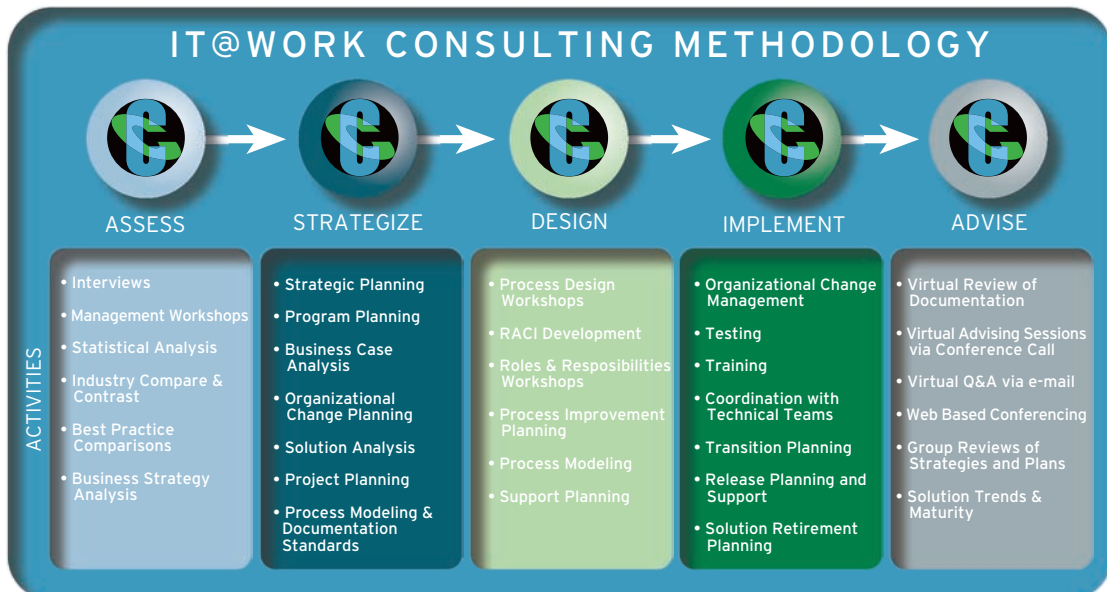 IT@WORK CONSULTING METHODOLOGY
ASSESS
STRATEGIZE
DESIGN
IMPLEMENT
ADVISE
ACTIVITIES
• Interviews
• Management Workshops
• Statistical Analysis
• Industry Compare &
Contrast
• Best Practice
Comparisons
• Business Strategy
Analysis
• Strategic Planning
• Program Planning
• Business Case
Analysis
• Organizational
Change Planning
• Solution Analysis
• Project Planning
• Process Modeling &
Documentation
Standards
• Process Design
Workshops
• RACI Development
• Roles & Resposibilities
Workshops
• Process Improvement
Planning
• Process Modeling
• Support Planning
• Organizational Change
Management
• Testing
• Training
• Coordination with
Technical Teams
• Transition Planning
• Release Planning and
Support
• Solution Retirement
Planning
• Virtual Review of
Documentation
• Virtual Advising Sessions
via Conference Call
• Virtual Q&A via e-mail
• Web Based Conferencing
• Group Reviews of
Strategies and Plans
• Solution Trends &
Maturity